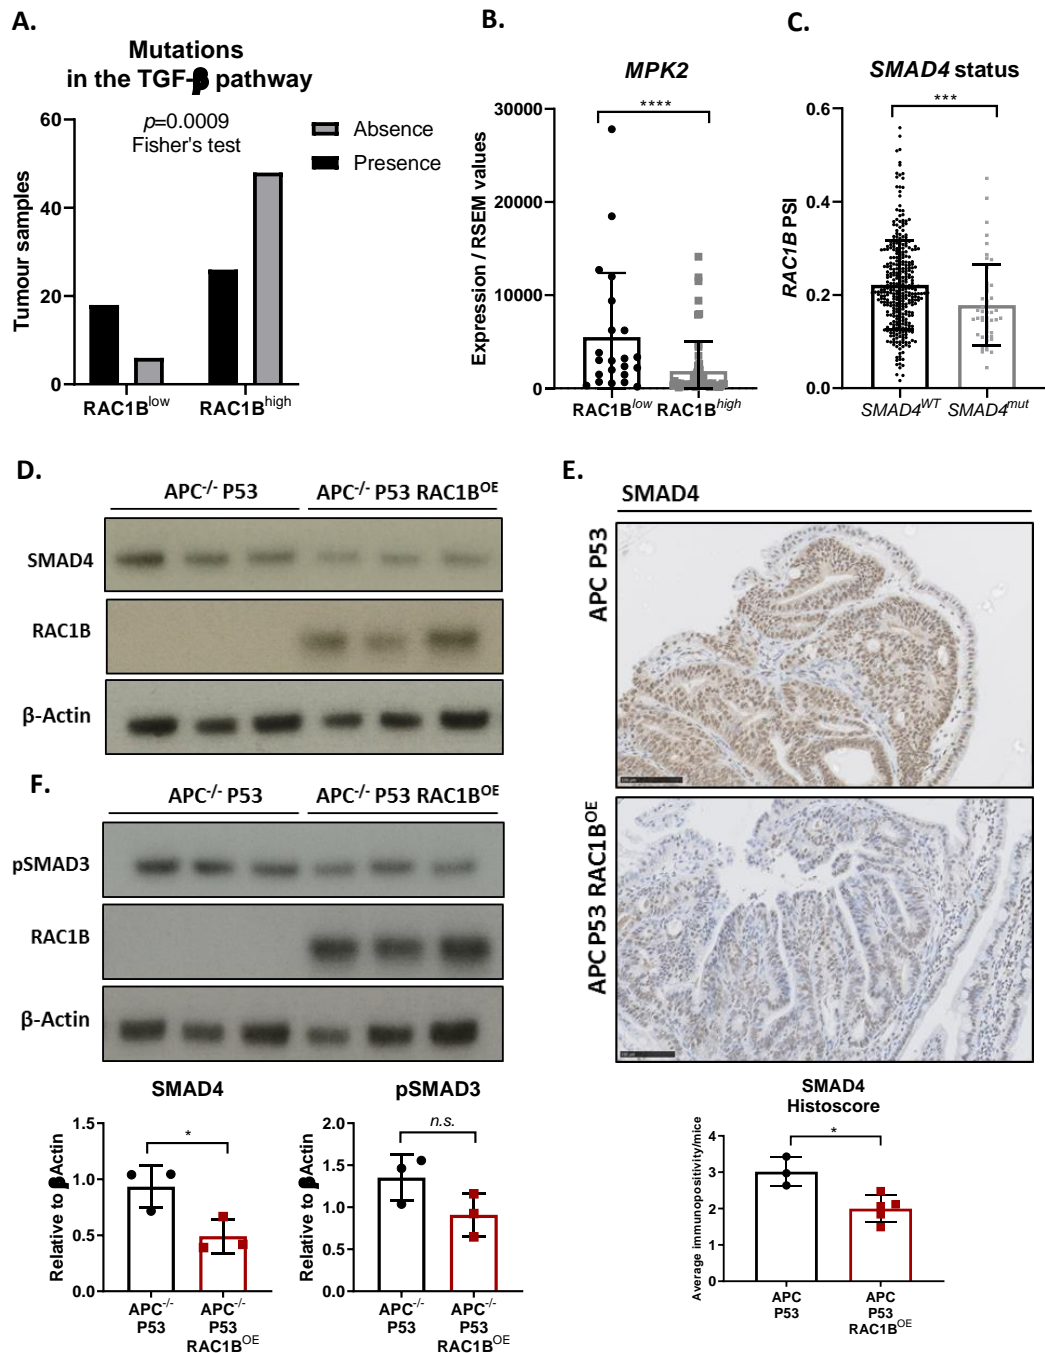 A.
Mutations
in the TGF-β pathway
p=0.0009
Fisher's test
Absence
Presence
Tumour samples
60
40
20
0
RAC1Blow
RAC1Bhigh
B.
MPK2
****
Expression / RSEM values
30000
20000
10000
0
RAC1Blow
RAC1Bhigh
C.
SMAD4 status
***
RAC1B PSI
0.6
0.4
0.2
0.0
SMAD4WT
SMAD4mut
D.
APC-/- P53
APC-/- P53 RAC1BOE
SMAD4
RAC1B
β-Actin
E.
SMAD4
APC P53
APC P53 RAC1BOE
F.
APC-/- P53
APC-/- P53 RAC1BOE
pSMAD3
RAC1B
β-Actin
SMAD4
*
Relative to βActin
1.5
1.0
0.5
0.0
APC-/-
P53
APC-/-
P53
RAC1BOE
pSMAD3
n.s.
Relative to βActin
2.0
1.5
1.0
0.5
0.0
APC-/-
P53
APC-/-
P53
RAC1BOE
SMAD4
Histoscore
*
Average immunopositivity/mice
4
3
2
1
0
APC
P53
APC
P53
RAC1BOE